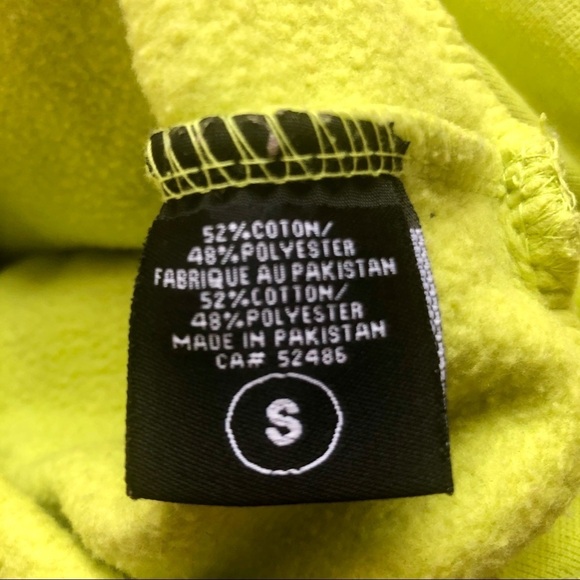 52%COTON/
48%POLYESTER
FABRIQUE AU PAKISTAN
52%COTTON/
48%POLYESTER
MADE IN PAKISTAN
CA# 52486
S